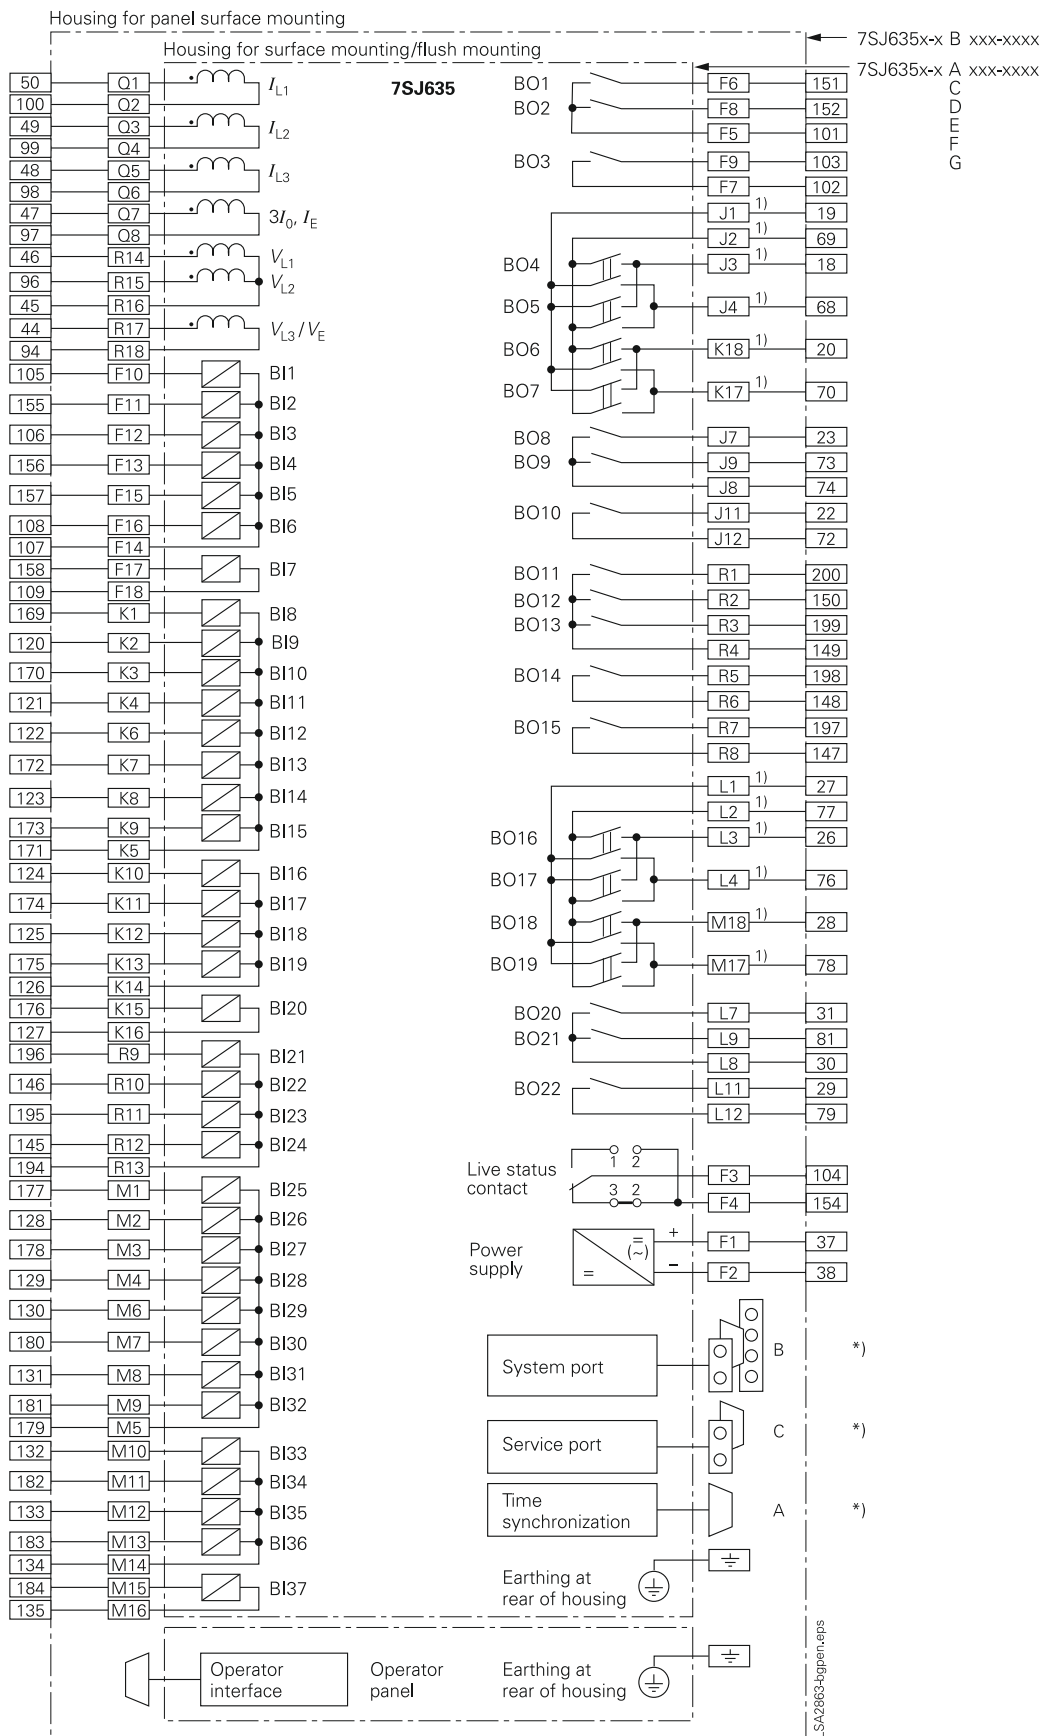 Housing for panel surface mounting
7SJ635x-x B xxx-xxxx
Housing for surface mounting/flush mounting
7SJ635x-x A xxx-xxxx
C
D
E
F
G
7SJ635
50 Q1 I L1
100 Q2
49 Q3 I L2
99 Q4
48 Q5 I L3
98 Q6
47 Q7 3I0, IE
97 Q8
46 R14 VL1
96 R15 VL2
45 R16
44 R17 VL3/VE
94 R18
105 F10 BI1
155 F11 BI2
106 F12 BI3
156 F13 BI4
157 F15 BI5
108 F16 BI6
107 F14
158 F17 BI7
109 F18
169 K1 BI8
120 K2 BI9
170 K3 BI10
121 K4 BI11
122 K6 BI12
172 K7 BI13
123 K8 BI14
173 K9 BI15
171 K5
124 K10 BI16
174 K11 BI17
125 K12 BI18
175 K13 BI19
126 K14
176 K15 BI20
127 K16
196 R9 BI21
146 R10 BI22
195 R11 BI23
145 R12 BI24
194 R13
177 M1 BI25
128 M2 BI26
178 M3 BI27
129 M4 BI28
130 M6 BI29
180 M7 BI30
131 M8 BI31
181 M9 BI32
179 M5
132 M10 BI33
182 M11 BI34
133 M12 BI35
183 M13 BI36
134 M14
184 M15 BI37
135 M16
BO1 F6 151
BO2 F8 152
F5 101
BO3 F9 103
F7 102
J1 1) 19
J2 1) 69
BO4 J3 1) 18
BO5 J4 1) 68
BO6 K18 1) 20
BO7 K17 1) 70
BO8 J7 23
BO9 J9 73
J8 74
BO10 J11 22
J12 72
BO11 R1 200
BO12 R2 150
BO13 R3 199
R4 149
BO14 R5 198
R6 148
BO15 R7 197
R8 147
L1 1) 27
L2 1) 77
BO16 L3 1) 26
BO17 L4 1) 76
BO18 M18 1) 28
BO19 M17 1) 78
BO20 L7 31
BO21 L9 81
L8 30
BO22 L11 29
L12 79
1 2
Live status
contact
F3 104
3 2
F4 154
Power
supply
= (~) =
+ F1 37
− F2 38
System port B *)
Service port C *)
Time
synchronization
A *)
Earthing at
rear of housing
Operator
interface
Operator
panel
Earthing at
rear of housing
LSA2863-bgpen.eps